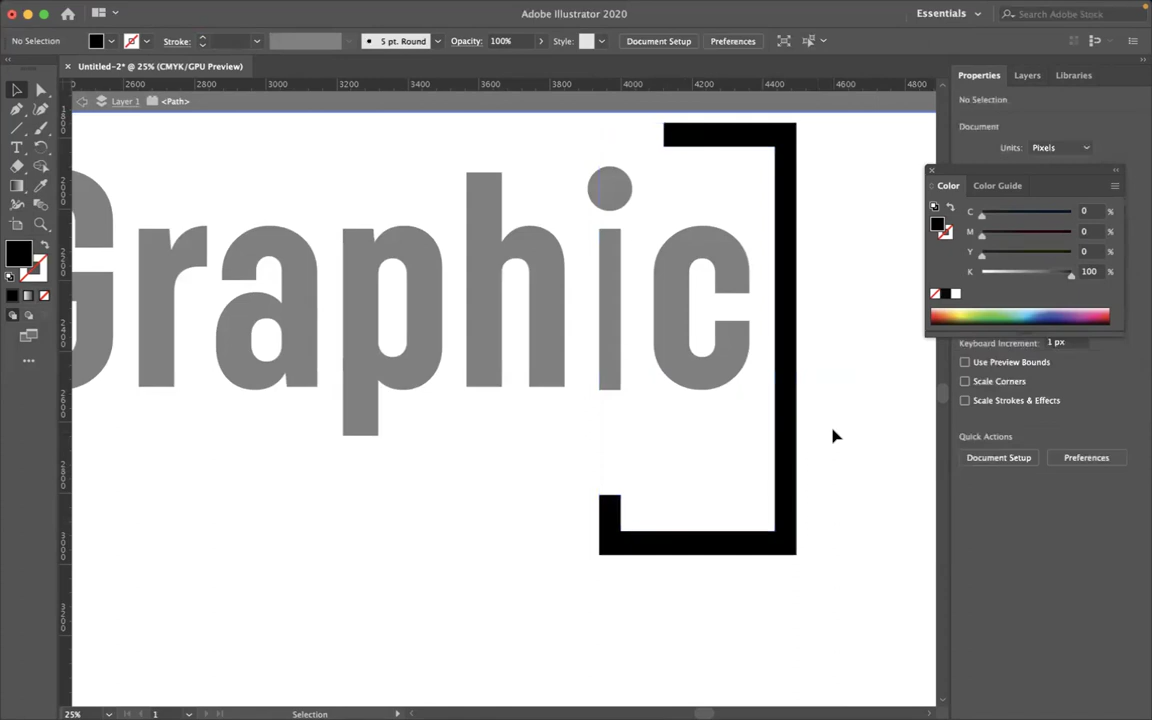 Adobe Illustrator 2020
Essentials
Search Adobe Stock
No Selection
Stroke:
5 pt. Round
Opacity: 100%
Style:
Document Setup
Preferences
Untitled-2* @ 25% (CMYK/GPU Preview)
Properties
Layers
Libraries
2600 2800 3000 3200 3400 3600 3800 4000 4200 4400 4600 4800
Layer 1
<Path>
No Selection
Document
Units: Pixels
Color
Color Guide
C 0 %
M 0 %
Y 0 %
K 100 %
Graphic
Keyboard Increment: 1 px
Use Preview Bounds
Scale Corners
Scale Strokes & Effects
Quick Actions
Document Setup
Preferences
25%
1
Selection